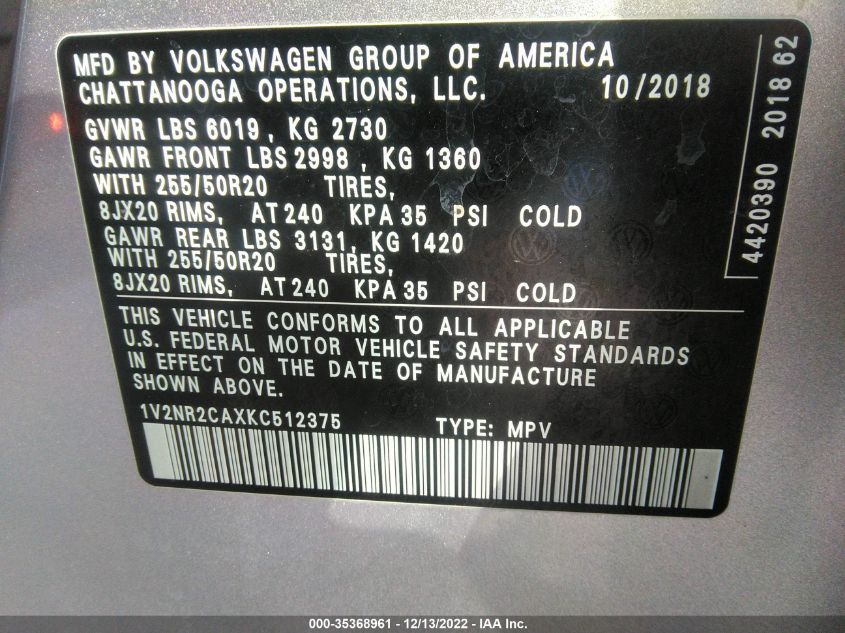 MFD BY VOLKSWAGEN GROUP OF AMERICA
CHATTANOOGA OPERATIONS, LLC. 10/2018
GVWR LBS 6019, KG 2730
GAWR FRONT LBS 2998, KG 1360
WITH 255/50R20 TIRES,
8JX20 RIMS, AT 240 KPA 35 PSI COLD
GAWR REAR LBS 3131, KG 1420
WITH 255/50R20 TIRES,
8JX20 RIMS, AT 240 KPA 35 PSI COLD
4420390 2018 62
THIS VEHICLE CONFORMS TO ALL APPLICABLE
U.S. FEDERAL MOTOR VEHICLE SAFETY STANDARDS
IN EFFECT ON THE DATE OF MANUFACTURE
SHOWN ABOVE.
1V2NR2CAXKC512375 TYPE: MPV
000-35368961 - 12/13/2022 - IAA Inc.